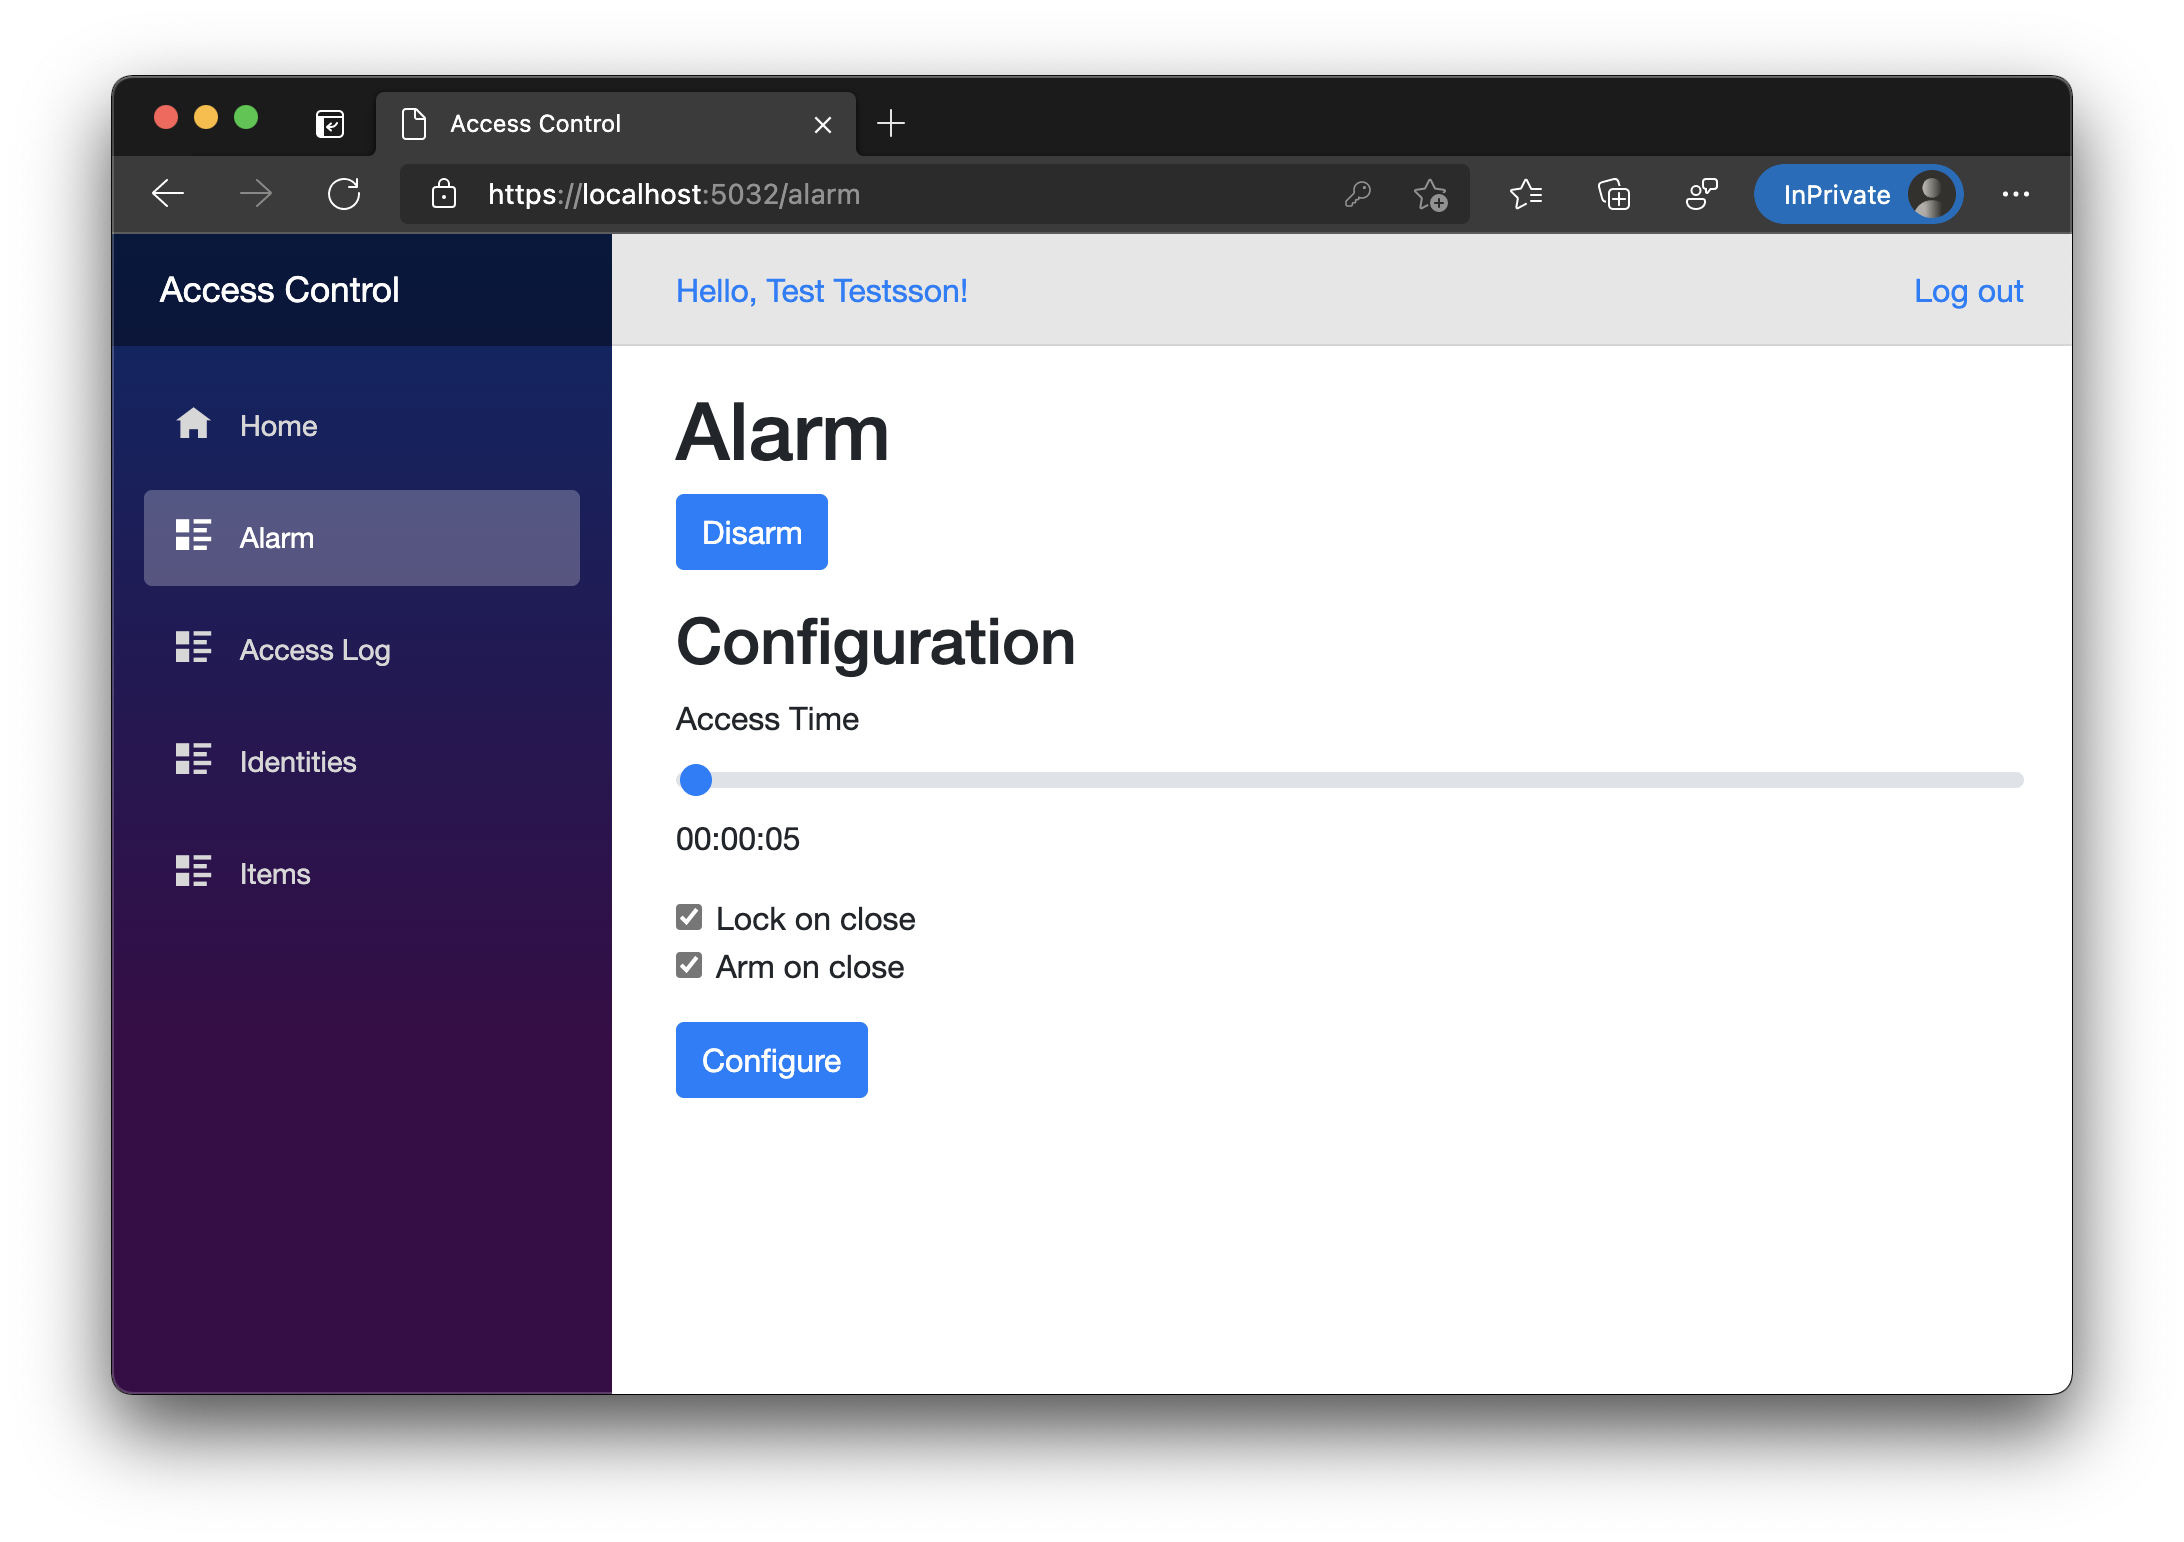 Access Control
https://localhost:5032/alarm
InPrivate
Access Control
Hello, Test Testsson!
Log out
Home
Alarm
Access Log
Identities
Items
Alarm
Disarm
Configuration
Access Time
00:00:05
Lock on close
Arm on close
Configure